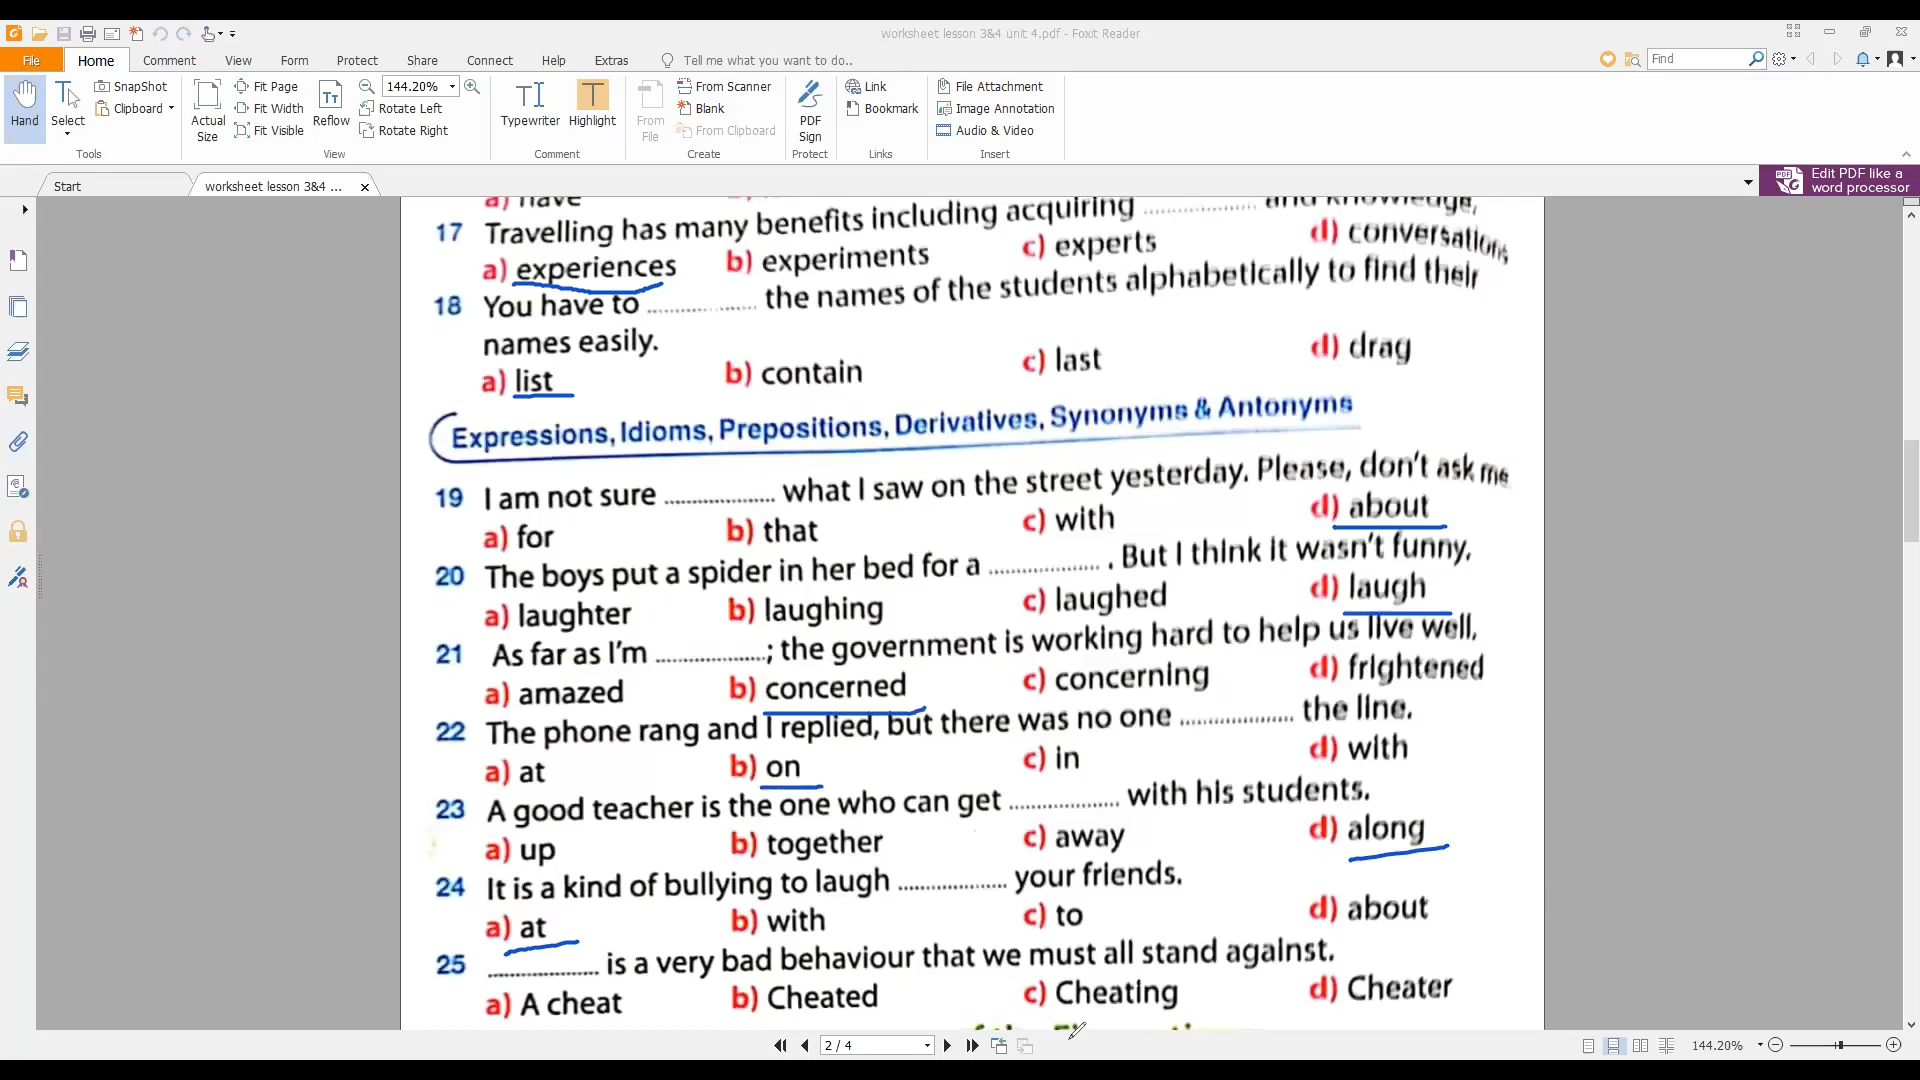 worksheet lesson 3&4 unit 4.pdf - Foxit Reader
File Home Comment View Form Protect Share Connect Help Extras Tell me what you want to do.. Find
Hand Select SnapShot Clipboard Actual Size Fit Page Fit Width Fit Visible Reflow 144.20% Rotate Left Rotate Right Typewriter Highlight From File From Scanner Blank From Clipboard PDF Sign Link Bookmark File Attachment Image Annotation Audio & Video
Tools View Comment Create Protect Links Insert
Start worksheet lesson 3&4 ... Edit PDF like a word processor
a) have
17 Travelling has many benefits including acquiring .................... and knowledge.
a) experiences b) experiments c) experts d) conversations
18 You have to .................... the names of the students alphabetically to find their
names easily.
a) list b) contain c) last d) drag
Expressions, Idioms, Prepositions, Derivatives, Synonyms & Antonyms
19 I am not sure .................... what I saw on the street yesterday. Please, don't ask me
a) for b) that c) with d) about
20 The boys put a spider in her bed for a .................... . But I think it wasn't funny.
a) laughter b) laughing c) laughed d) laugh
21 As far as I'm ....................; the government is working hard to help us live well.
a) amazed b) concerned c) concerning d) frightened
22 The phone rang and I replied, but there was no one .................... the line.
a) at b) on c) in d) with
23 A good teacher is the one who can get .................... with his students.
a) up b) together c) away d) along
24 It is a kind of bullying to laugh .................... your friends.
a) at b) with c) to d) about
25 .................... is a very bad behaviour that we must all stand against.
a) A cheat b) Cheated c) Cheating d) Cheater
2 / 4 144.20%